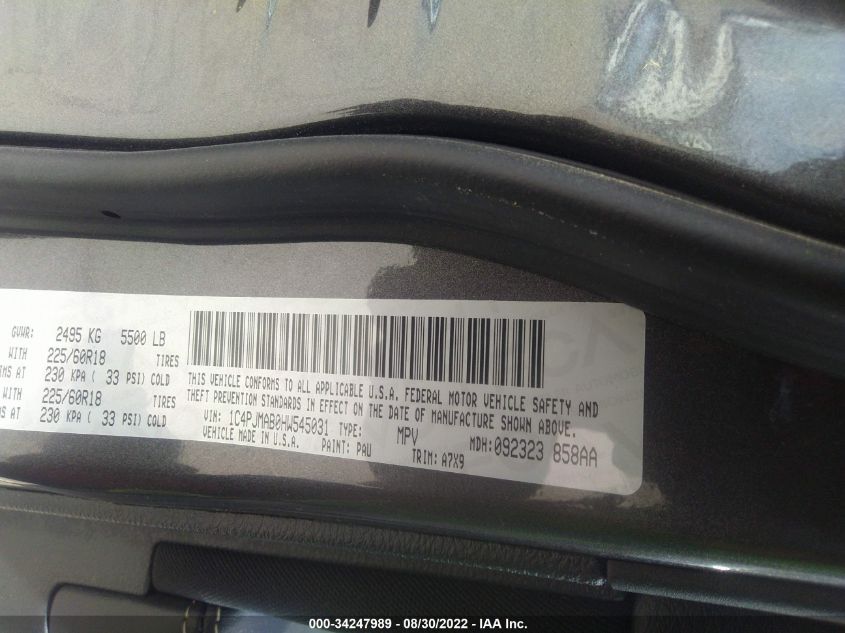 GVWR: 2495 KG 5500 LB
WITH 225/60R18 TIRES
AT 230 KPA ( 33 PSI) COLD
WITH 225/60R18 TIRES
AT 230 KPA ( 33 PSI) COLD
THIS VEHICLE CONFORMS TO ALL APPLICABLE U.S.A. FEDERAL MOTOR VEHICLE SAFETY AND
THEFT PREVENTION STANDARDS IN EFFECT ON THE DATE OF MANUFACTURE SHOWN ABOVE.
VIN: 1C4PJMAB0HW545031 TYPE: MPV MDH:092323 858AA
VEHICLE MADE IN U.S.A. PAINT: PAU TRIM: A7X9
000-34247989 - 08/30/2022 - IAA Inc.